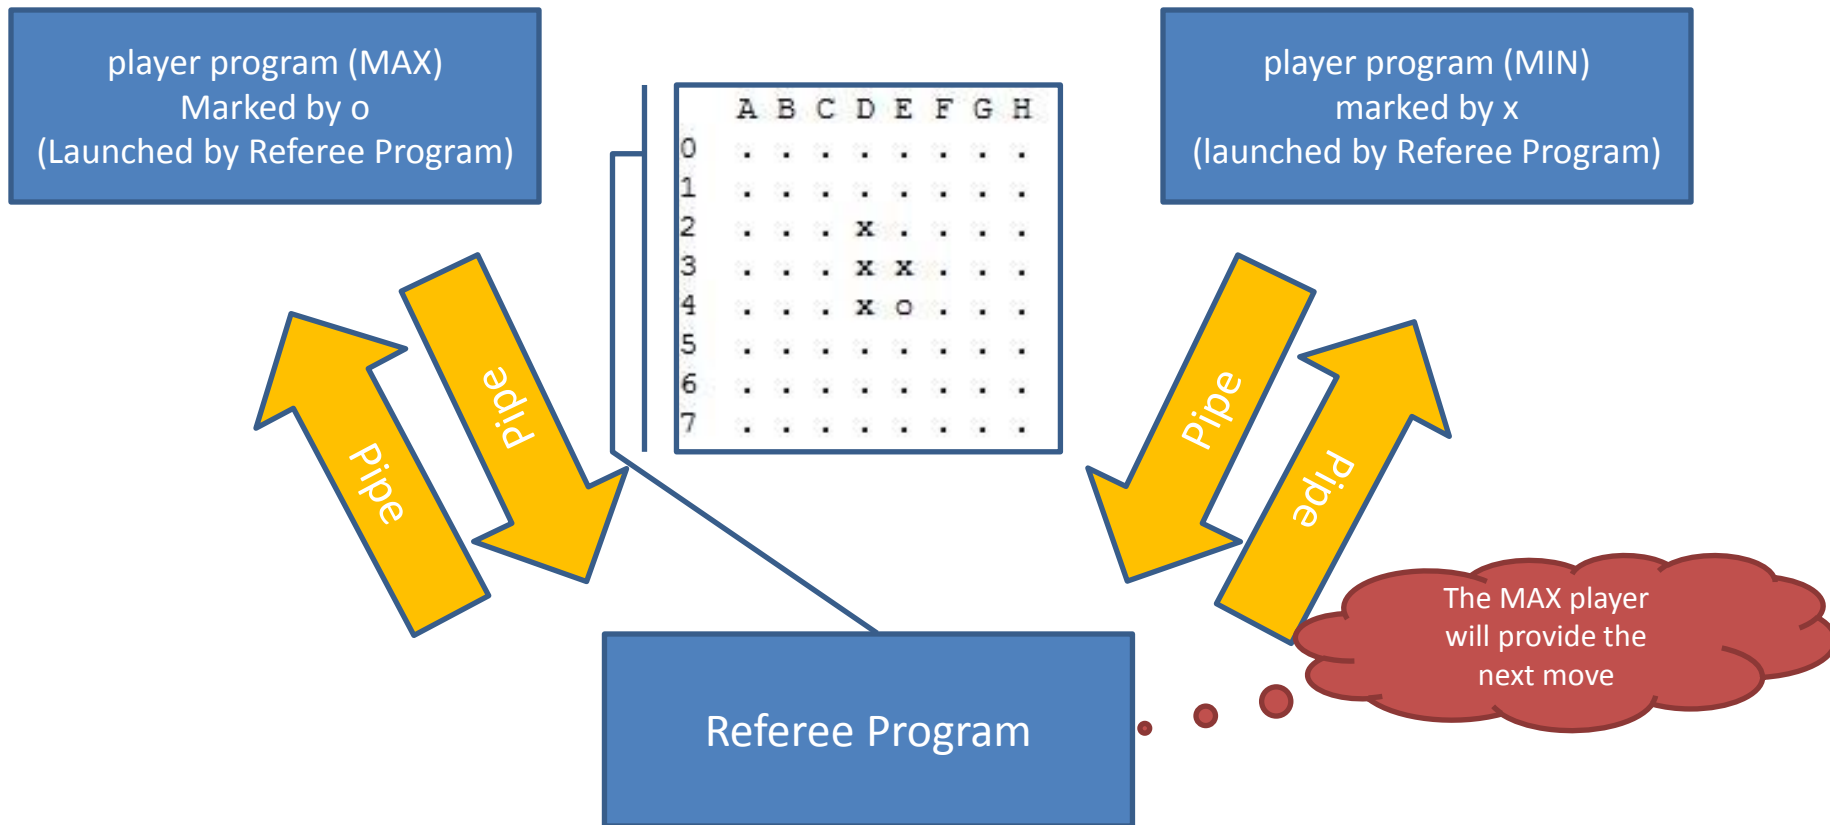 player program (MAX)
Marked by o
(Launched by Referee Program)
A B C D E F G H
0 . . . . . . . .
1 . . . . . . . .
2 . . . x . . . .
3 . . . x x . . .
4 . . . x o . . .
5 . . . . . . . .
6 . . . . . . . .
7 . . . . . . . .
player program (MIN)
marked by x
(launched by Referee Program)
Pipe
Pipe
Pipe
Pipe
The MAX player
will provide the
next move
Referee Program